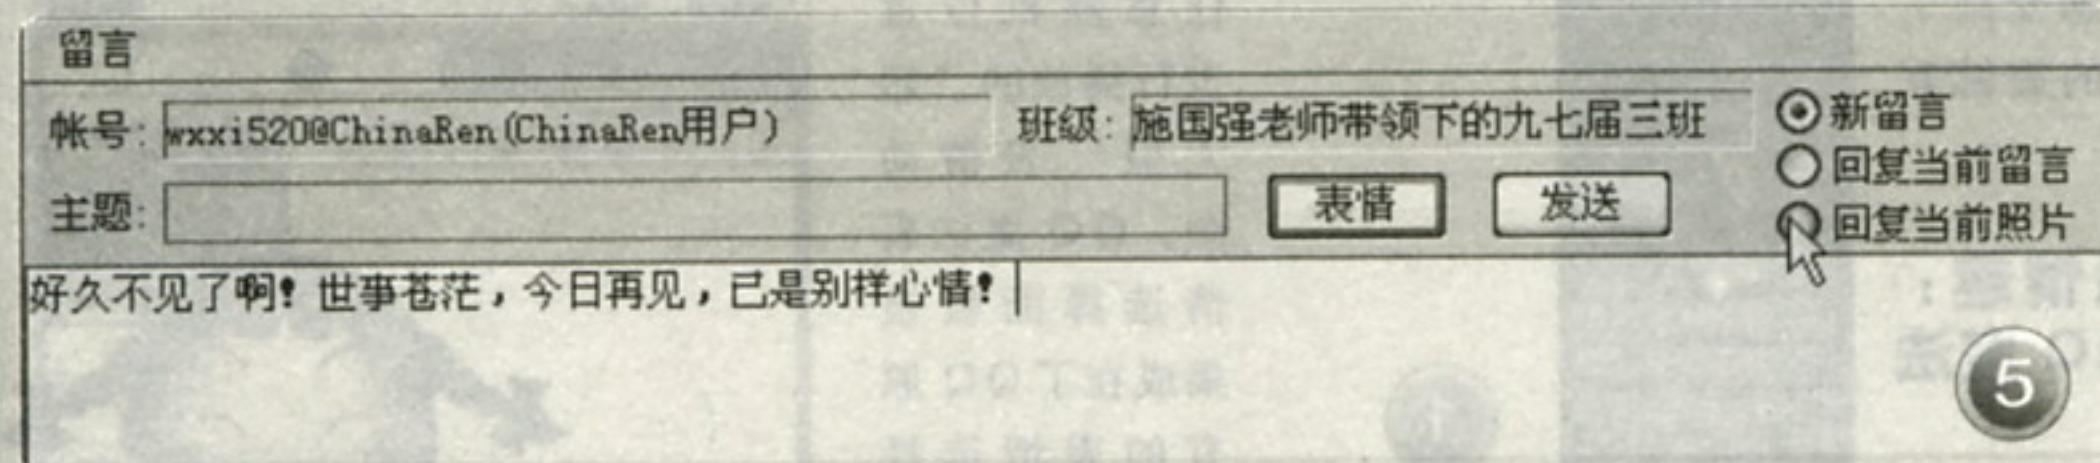 留言
帐号: wxxi520@ChinaRen(ChinaRen用户) 班级: 施国强老师带领下的九七届三班 新留言
回复当前留言
主题: 表情 发送 回复当前照片
好久不见了啊! 世事苍茫，今日再见，已是别样心情!
5